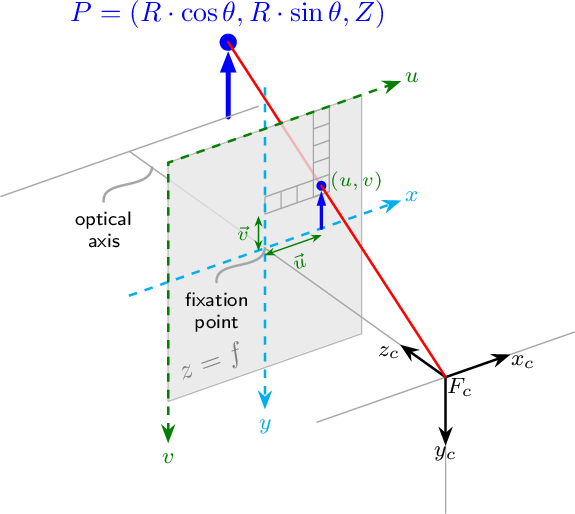 P = (R · cos θ, R · sin θ, Z)
u
(u, v)
x
optical
axis
v⃗
u⃗
fixation
point
z = f
z_c
x_c
F_c
y
y_c
v